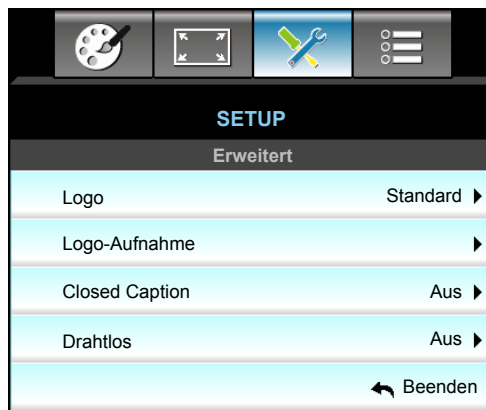 SETUP
Erweitert
Logo Standard
Logo-Aufnahme
Closed Caption Aus
Drahtlos Aus
Beenden